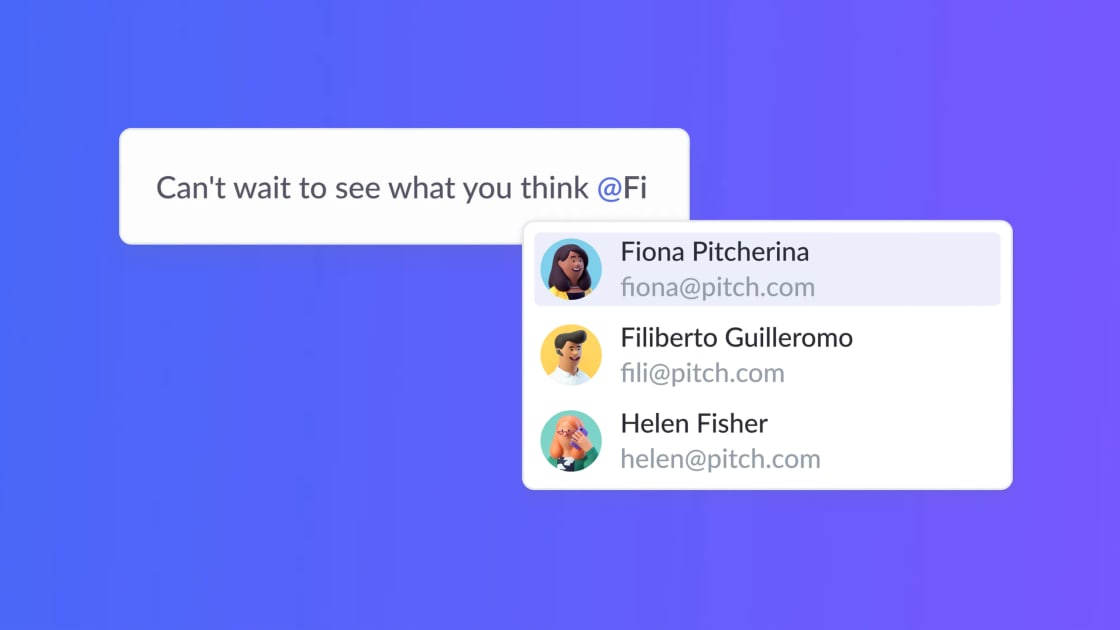 Can't wait to see what you think @Fi
Fiona Pitcherina
fiona@pitch.com
Filiberto Guilleromo
fili@pitch.com
Helen Fisher
helen@pitch.com